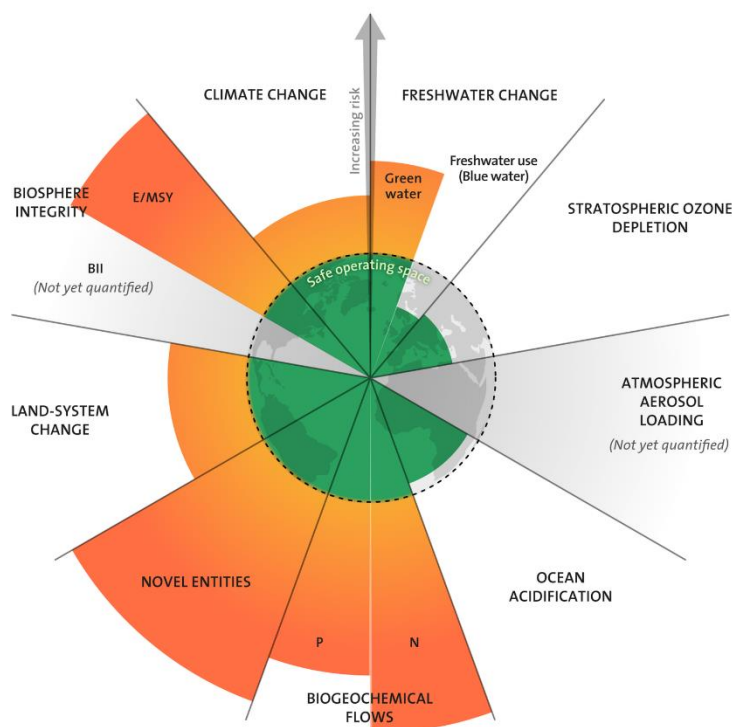 CLIMATE CHANGE
FRESHWATER CHANGE
Increasing risk
Freshwater use
(Blue water)
Green
water
BIOSPHERE
INTEGRITY
E/MSY
STRATOSPHERIC OZONE
DEPLETION
BII
(Not yet quantified)
Safe operating space
LAND-SYSTEM
CHANGE
ATMOSPHERIC
AEROSOL
LOADING
(Not yet quantified)
NOVEL ENTITIES
OCEAN
ACIDIFICATION
P
N
BIOGEOCHEMICAL
FLOWS